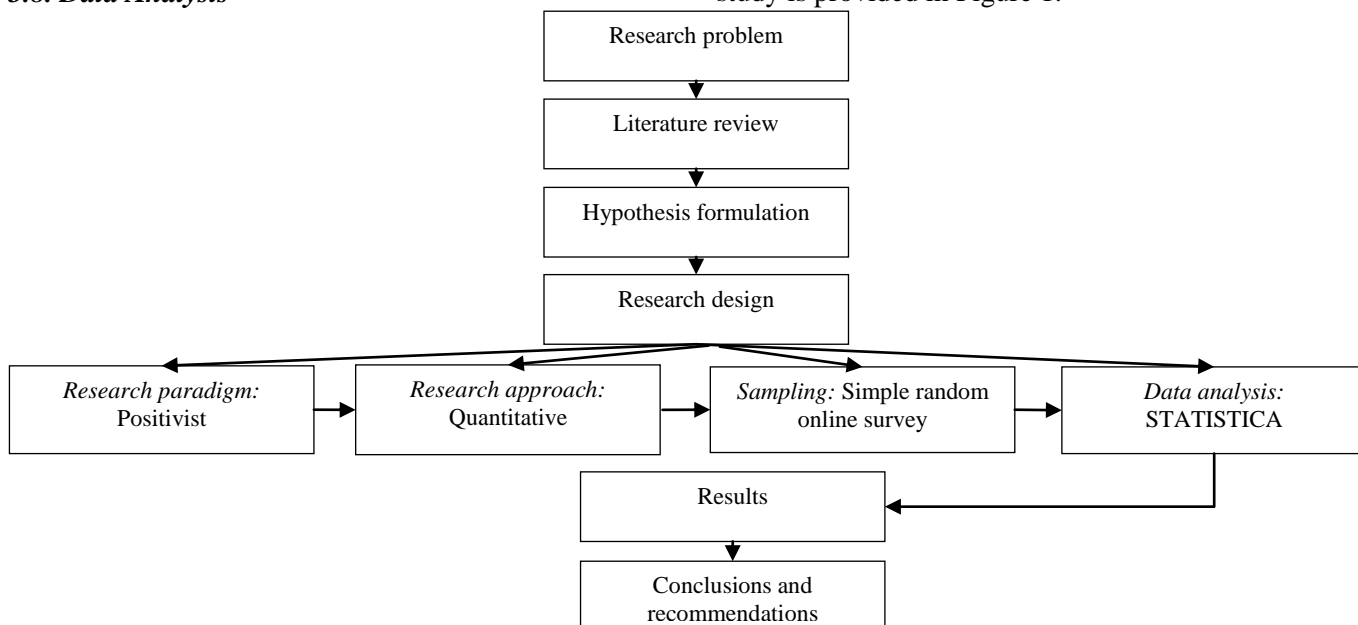 3.6. Data Analysis
study is provided in Figure 1.
Research problem
Literature review
Hypothesis formulation
Research design
Research paradigm:
Positivist
Research approach:
Quantitative
Sampling: Simple random
online survey
Data analysis:
STATISTICA
Results
Conclusions and
recommendations